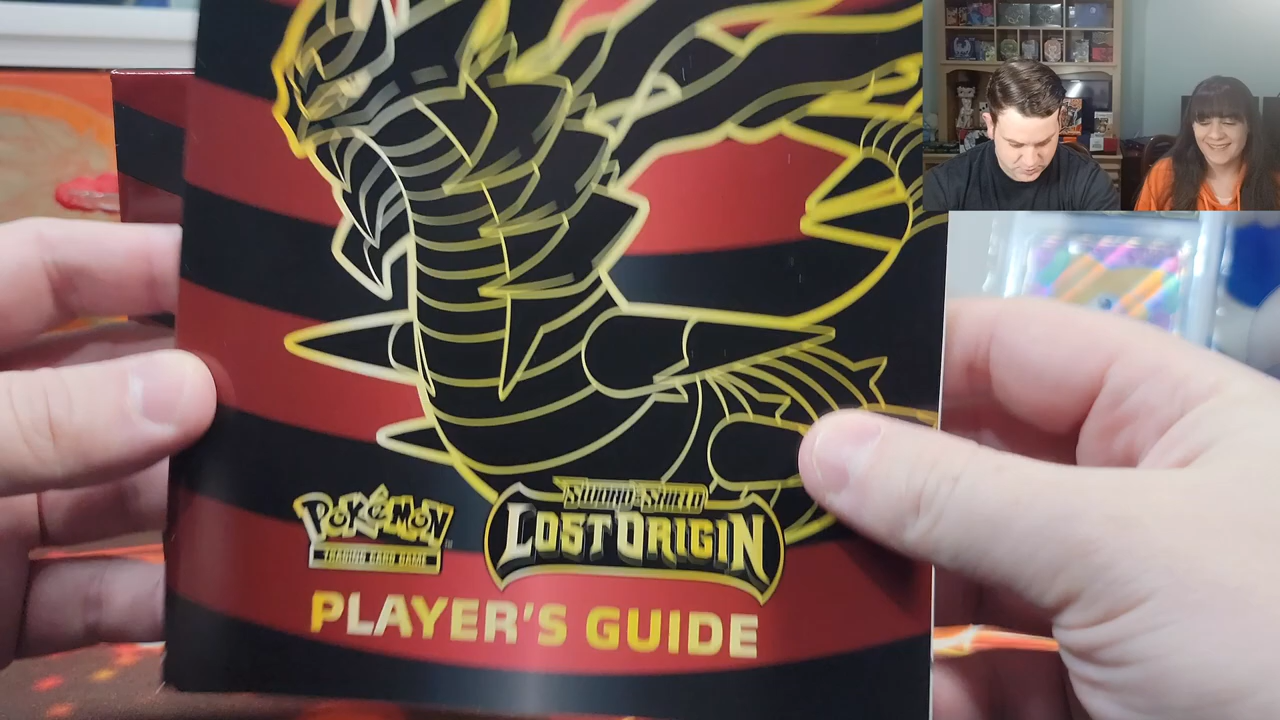 POKéMON
TRADING CARD GAME
SWORD & SHIELD
LOST ORIGIN
PLAYER'S GUIDE